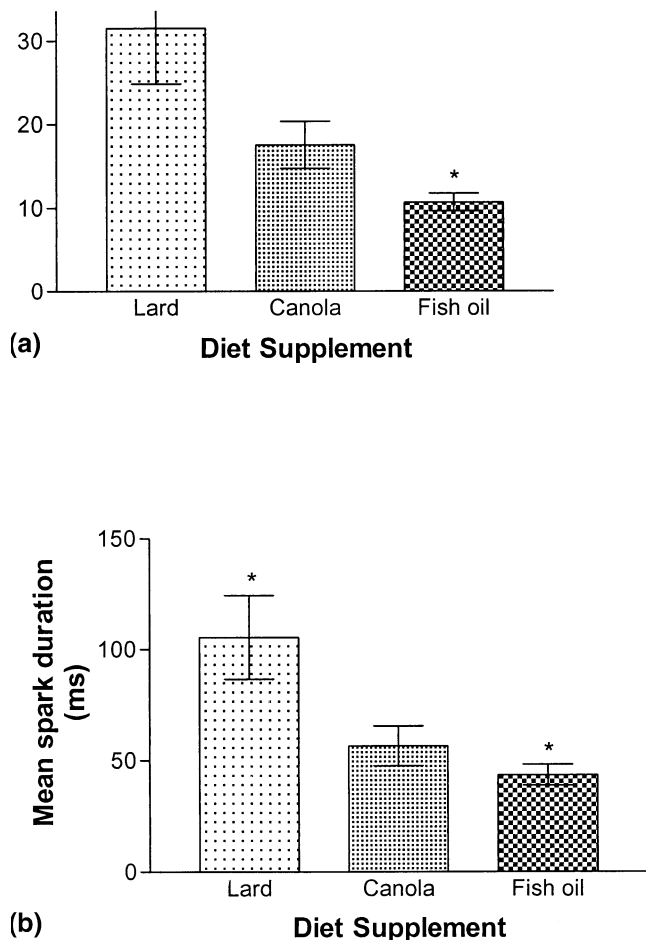 30
20
*
10
0
Lard Canola Fish oil
(a) Diet Supplement
150
*
100
Mean spark duration
(ms)
50
*
0
Lard Canola Fish oil
(b) Diet Supplement